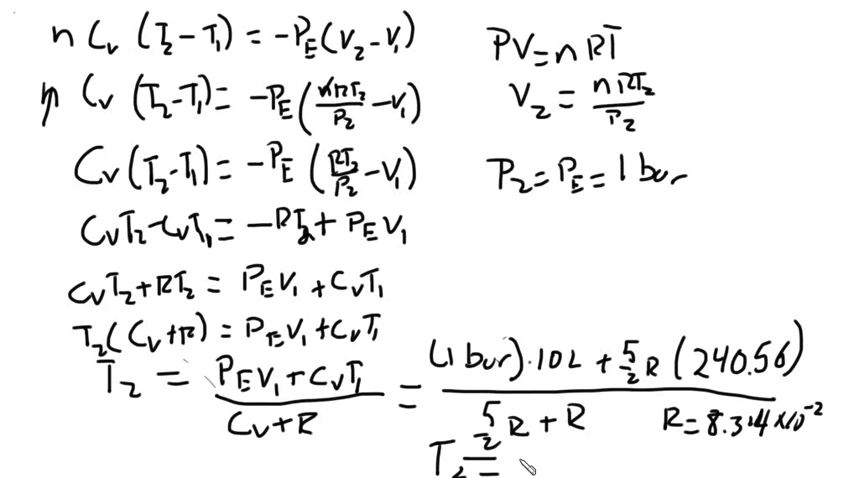 n Cv (T2 - T1) = -PE(V2 - V1)
n Cv (T2-T1) = -PE(nRT2/P2 - V1)
Cv (T2-T1) = -PE (RT2/P2 - V1)
CvT2 - CvT1 = -RT2 + PEV1
CvT2 + RT2 = PEV1 + CvT1
T2(Cv+R) = PEV1 + CvT1
T2 = PEV1 + CvT1 / Cv+R = (1 bar)·10L + 5/2 R (240.56) / 5/2 R + R
R = 8.314x10^-2
T2 =
PV = nRT
V2 = nRT2/P2
P2 = PE = 1 bar